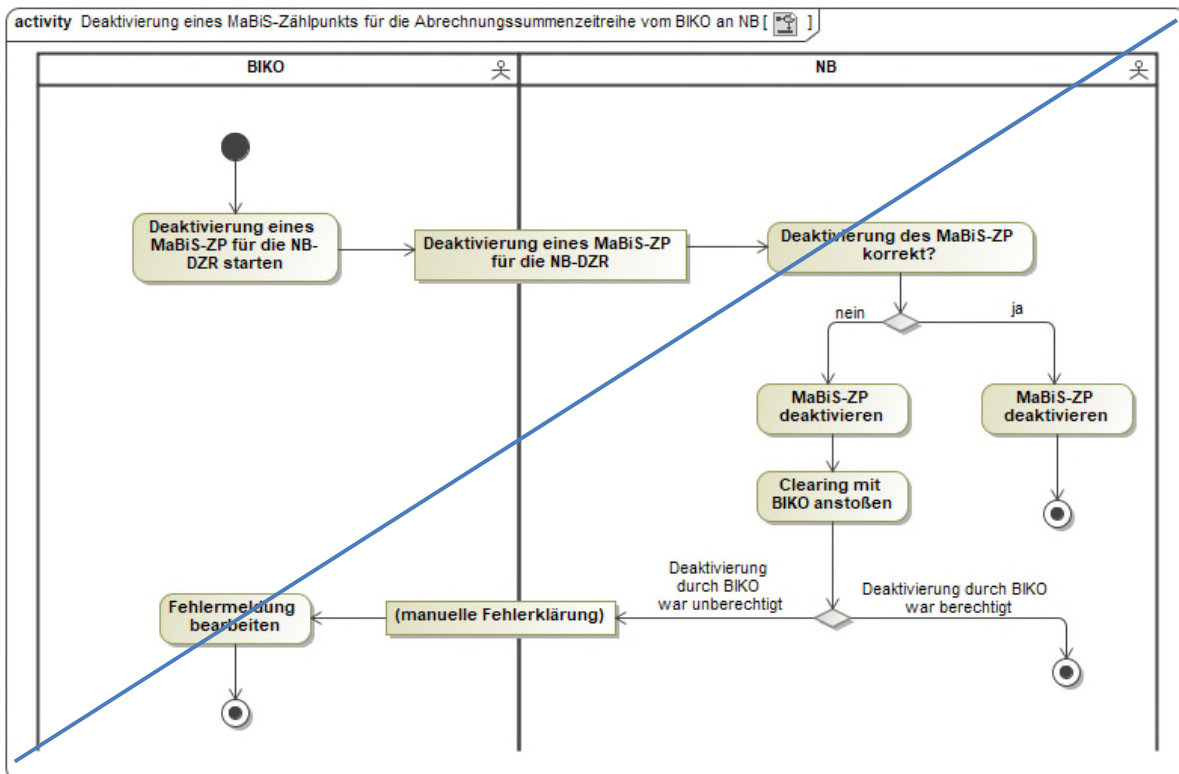 activity Deaktivierung eines MaBiS-Zählpunkts für die Abrechnungssummenzeitreihe vom BIKO an NB [ ]
BIKO
NB
Deaktivierung eines
MaBiS-ZP für die NB-
DZR starten
Deaktivierung eines MaBiS-ZP
für die NB-DZR
Deaktivierung des MaBiS-ZP
korrekt?
nein
ja
MaBiS-ZP
deaktivieren
MaBiS-ZP
deaktivieren
Clearing mit
BIKO anstoßen
Deaktivierung
durch BIKO
war unberechtigt
Deaktivierung durch BIKO
war berechtigt
(manuelle Fehlerklärung)
Fehlermeldung
bearbeiten